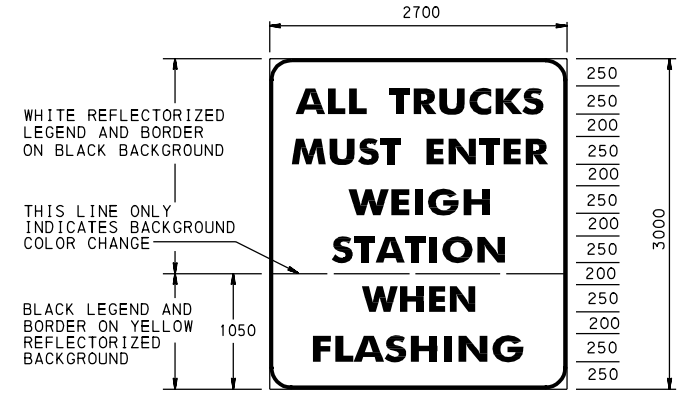 2700
WHITE REFLECTORIZED
LEGEND AND BORDER
ON BLACK BACKGROUND
THIS LINE ONLY
INDICATES BACKGROUND
COLOR CHANGE
BLACK LEGEND AND
BORDER ON YELLOW
REFLECTORIZED
BACKGROUND
1050
ALL TRUCKS
MUST ENTER
WEIGH
STATION
WHEN
FLASHING
250
250
200
250
200
250
200
250
200
250
200
250
250
3000